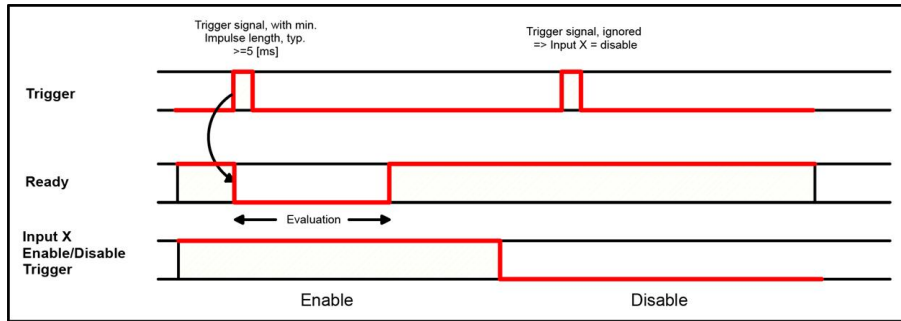 Trigger signal, with min.
Impulse length, typ.
>=5 [ms]
Trigger signal, ignored
=> Input X = disable
Trigger
Ready
Evaluation
Input X
Enable/Disable
Trigger
Enable
Disable